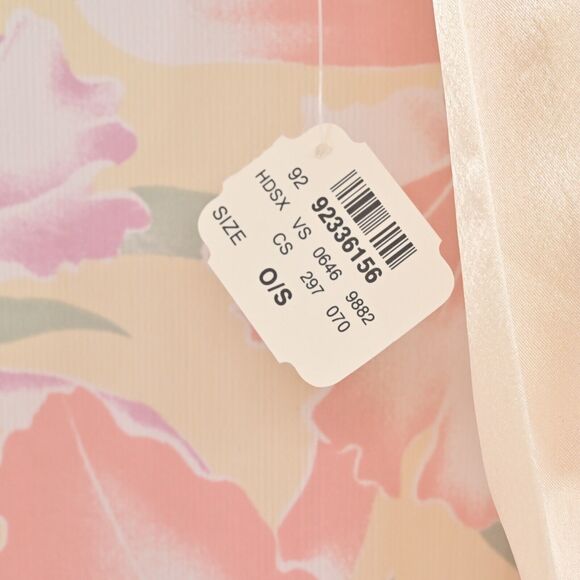 92
92336156
HDSX VS 0646 9882
CS 297 070
SIZE O/S